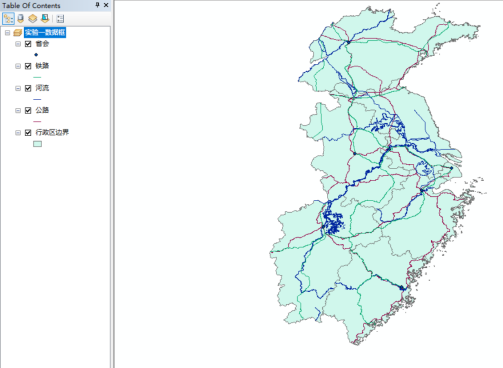 Table Of Contents
实验一数据框
省会
铁路
河流
公路
行政区边界